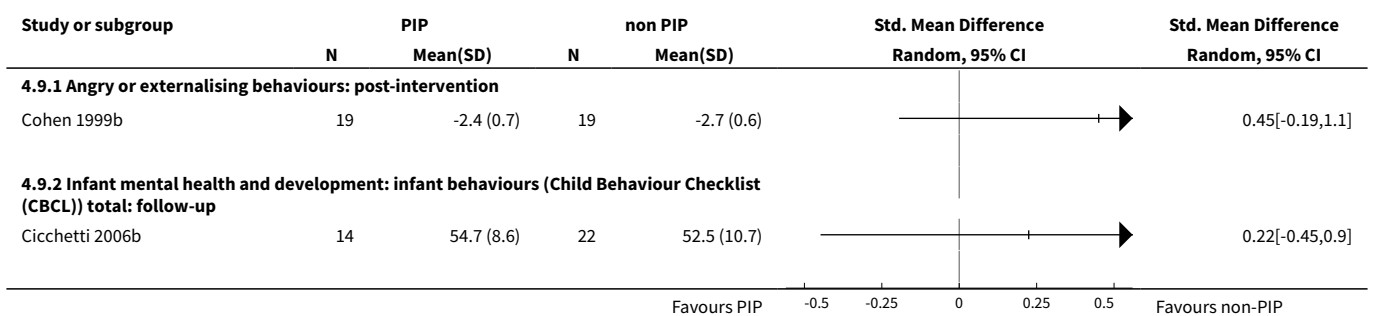 Study or subgroup PIP non PIP Std. Mean Difference Std. Mean Difference
N Mean(SD) N Mean(SD) Random, 95% CI Random, 95% CI
4.9.1 Angry or externalising behaviours: post-intervention
Cohen 1999b 19 -2.4 (0.7) 19 -2.7 (0.6) 0.45[-0.19,1.1]
4.9.2 Infant mental health and development: infant behaviours (Child Behaviour Checklist
(CBCL)) total: follow-up
Cicchetti 2006b 14 54.7 (8.6) 22 52.5 (10.7) 0.22[-0.45,0.9]
Favours PIP -0.5 -0.25 0 0.25 0.5 Favours non-PIP